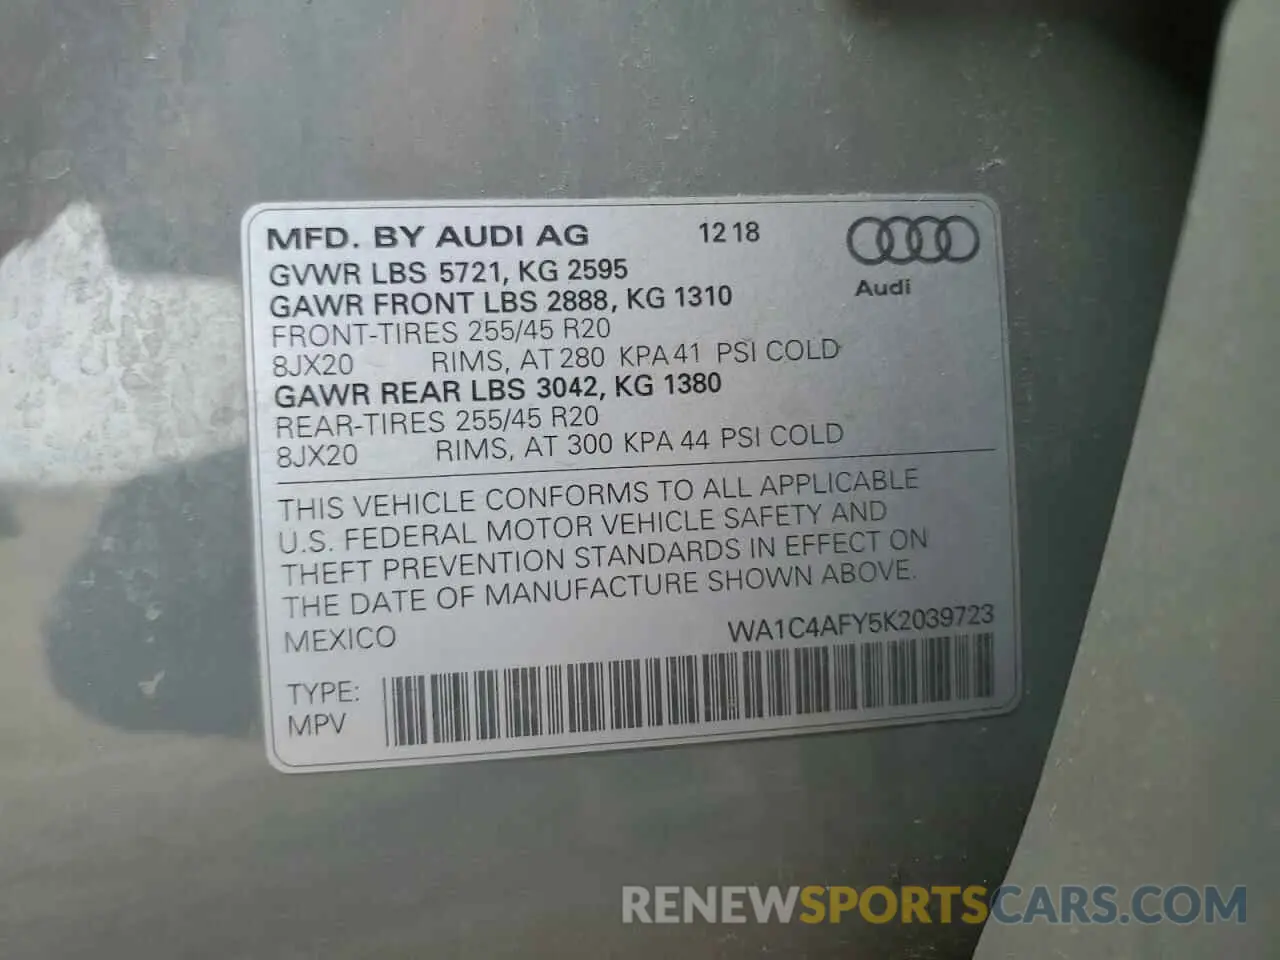 MFD. BY AUDI AG 12 18
Audi
GVWR LBS 5721, KG 2595
GAWR FRONT LBS 2888, KG 1310
FRONT-TIRES 255/45 R20
8JX20 RIMS, AT 280 KPA 41 PSI COLD
GAWR REAR LBS 3042, KG 1380
REAR-TIRES 255/45 R20
8JX20 RIMS, AT 300 KPA 44 PSI COLD
THIS VEHICLE CONFORMS TO ALL APPLICABLE
U.S. FEDERAL MOTOR VEHICLE SAFETY AND
THEFT PREVENTION STANDARDS IN EFFECT ON
THE DATE OF MANUFACTURE SHOWN ABOVE.
MEXICO WA1C4AFY5K2039723
TYPE:
MPV
RENEWSPORTSCARS.COM